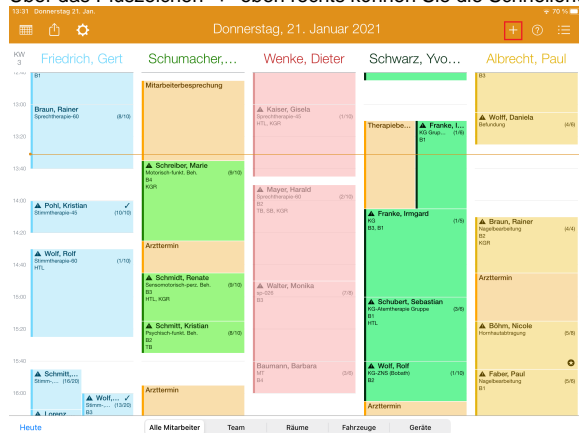 13:31 Donnerstag 21. Jan.
70 %
Donnerstag, 21. Januar 2021
KW
3
Friedrich, Gert
Schumacher,...
Wenke, Dieter
Schwarz, Yvo...
Albrecht, Paul
B1
13:00
Braun, Rainer
Sprechtherapie-60 (8/10)
13:20
13:40
14:00
Pohl, Kristian ✓
Stimmtherapie-45 (10/10)
14:20
14:40
Wolf, Rolf
Stimmtherapie-60 (1/10)
HTL
15:00
15:20
15:40
Schmitt,...
Stimm-,... (16/20)
Wolf,... ✓
Stimm-,... (13/20)
B3
16:00
Lorenz
Mitarbeiterbesprechung
Schreiber, Marie
Motorisch-funkt. Beh. (8/10)
B4
KGR
Arzttermin
Schmidt, Renate
Sensomotorisch-perz. Beh. (8/10)
B3
HTL, KGR
Schmitt, Kristian
Psychisch-funkt. Beh. (8/10)
B2
TB
Arzttermin
Kaiser, Gisela
Sprechtherapie-45 (1/10)
HTL, KGR
Mayer, Harald
Sprechtherapie-60 (2/10)
B2
TB, SB, KGR
Walter, Monika
(7/8)
B3
Baumann, Barbara
MT (3/6)
B4
Therapiebe...
Franke, I...
KG Grup... (1/6)
B1
Franke, Irmgard
KG (1/5)
B3, B1
Schubert, Sebastian
KG-Atemtherapie Gruppe (3/6)
B1
HTL
Wolf, Rolf
KG-ZNS (Bobath) (1/10)
B2
Arzttermin
B3
Wolff, Daniela
Befundung (4/6)
Braun, Rainer
Nagelbearbeitung (4/4)
B2
KGR
Arzttermin
Böhm, Nicole
Hornhautabtragung (5/8)
Faber, Paul
Nagelbearbeitung (5/6)
B1
Heute
Alle Mitarbeiter
Team
Räume
Fahrzeuge
Geräte